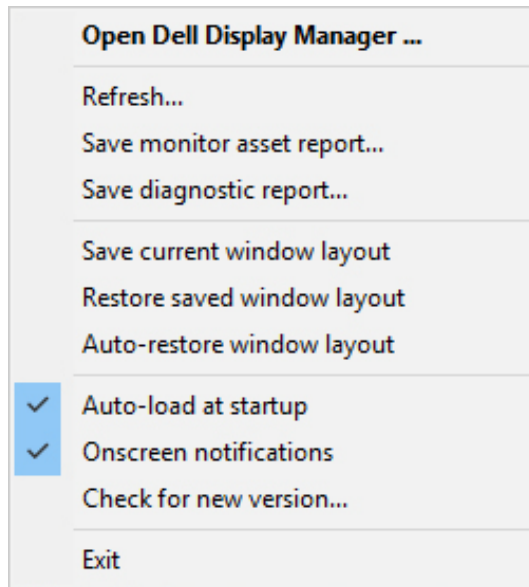 Open Dell Display Manager ...
Refresh...
Save monitor asset report...
Save diagnostic report...
Save current window layout
Restore saved window layout
Auto-restore window layout
Auto-load at startup
Onscreen notifications
Check for new version...
Exit